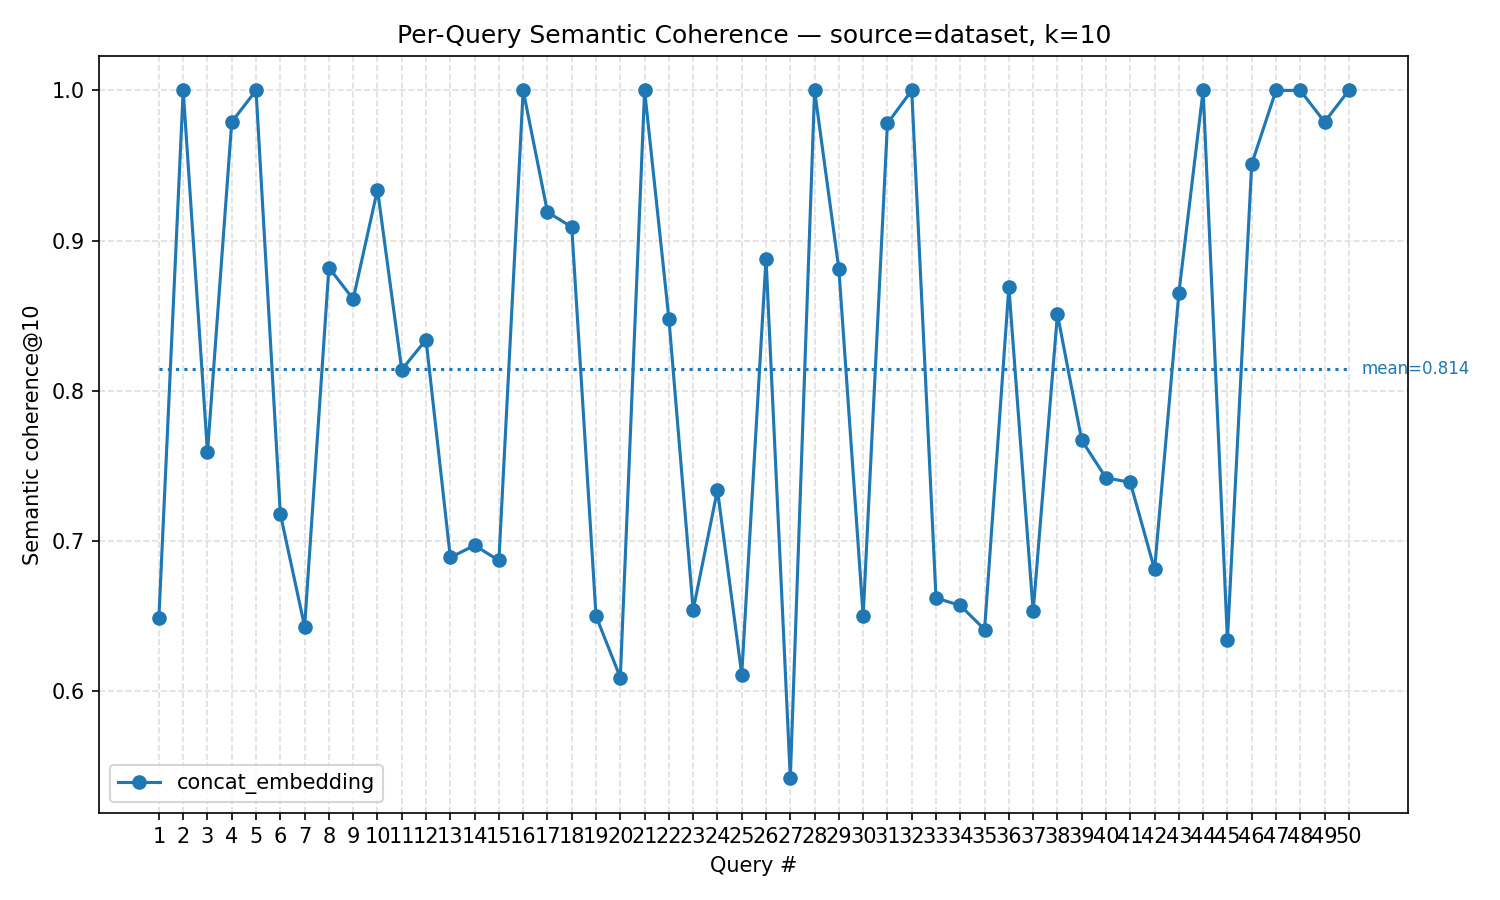 Per-Query Semantic Coherence — source=dataset, k=10
1.0
0.9
0.8
0.7
0.6
Semantic coherence@10
mean=0.814
concat_embedding
1 2 3 4 5 6 7 8 9 10 11 12 13 14 15 16 17 18 19 20 21 22 23 24 25 26 27 28 29 30 31 32 33 34 35 36 37 38 39 40 41 42 43 44 45 46 47 48 49 50
Query #